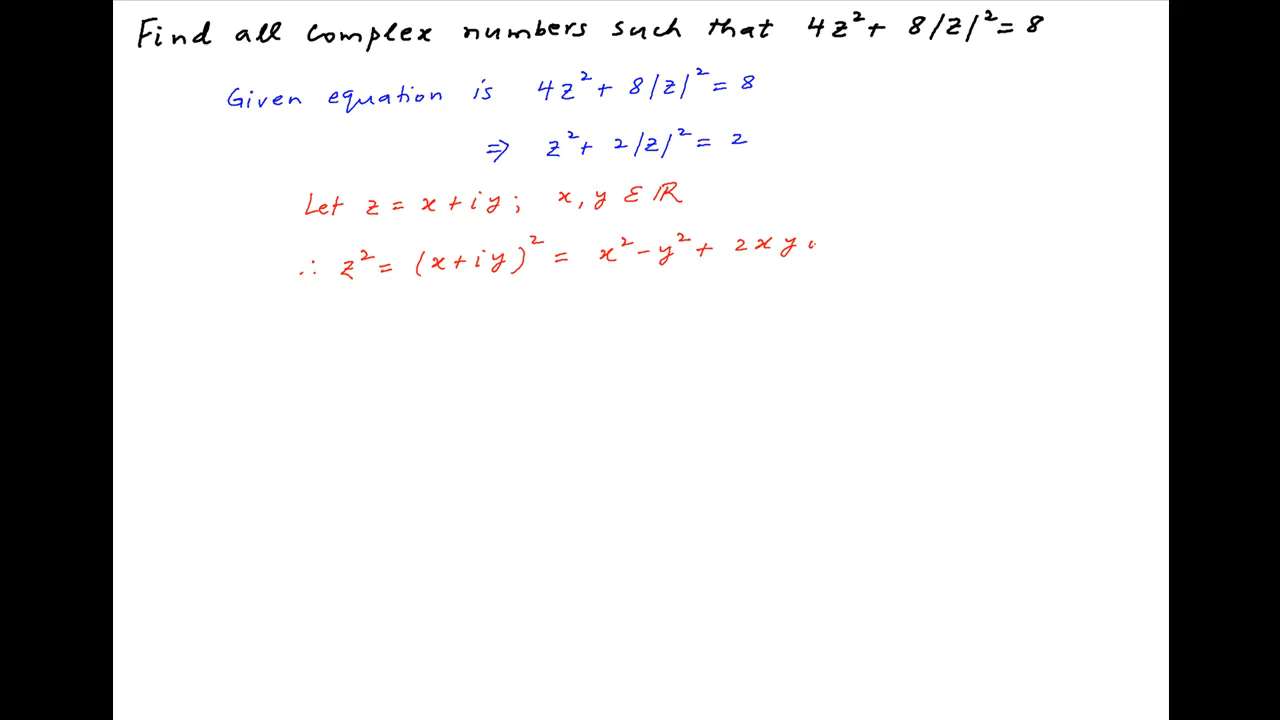 Find all complex numbers such that 4z² + 8|z|² = 8
Given equation is 4z² + 8|z|² = 8
⇒ z² + 2|z|² = 2
Let z = x + iy; x, y ∈ ℝ
∴ z² = (x + iy)² = x² - y² + 2xy